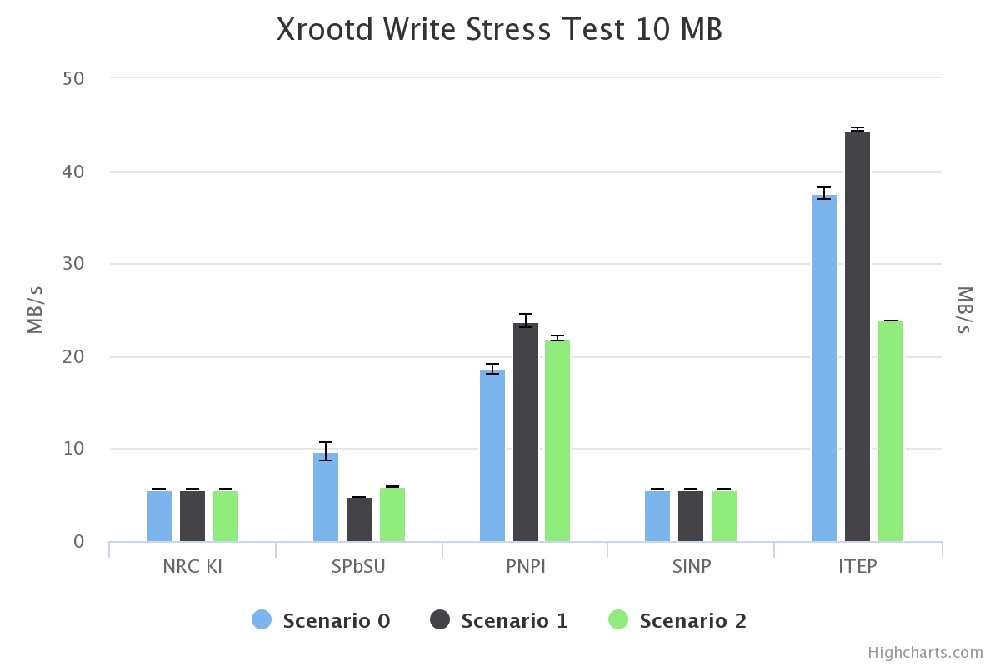 Xrootd Write Stress Test 10 MB
50
40
30
20
10
0
MB/s
MB/s
NRC KI SPbSU PNPI SINP ITEP
Scenario 0 Scenario 1 Scenario 2
Highcharts.com